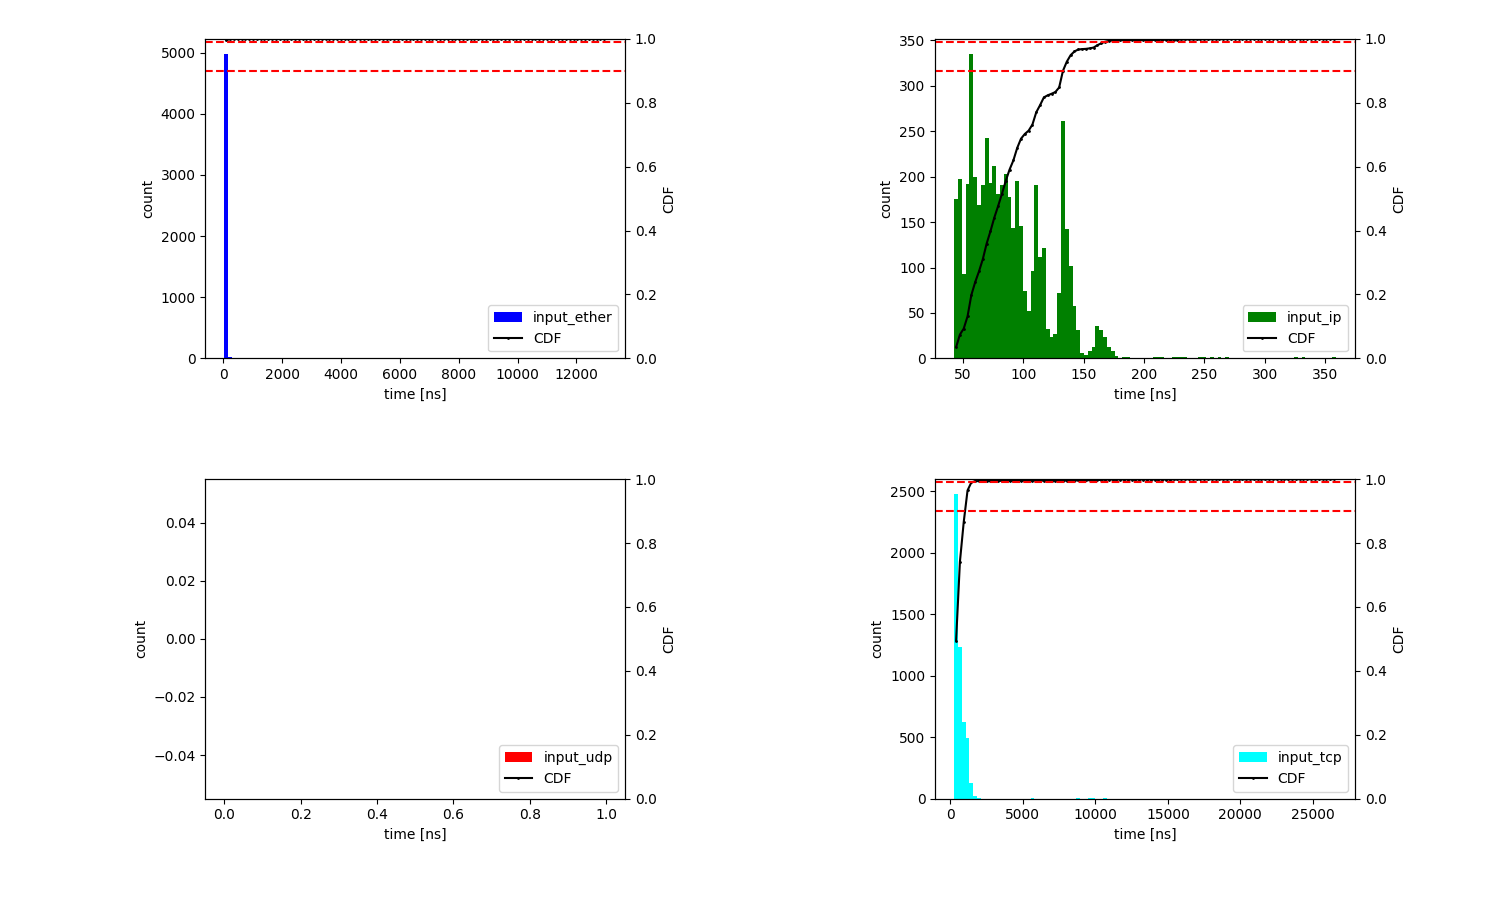 5000
4000
3000
2000
1000
0
count
1.0
0.8
0.6
0.4
0.2
0.0
CDF
input_ether
CDF
0 2000 4000 6000 8000 10000 12000
time [ns]
350
300
250
200
150
100
50
0
count
1.0
0.8
0.6
0.4
0.2
0.0
CDF
input_ip
CDF
50 100 150 200 250 300 350
time [ns]
0.04
0.02
0.00
−0.02
−0.04
count
1.0
0.8
0.6
0.4
0.2
0.0
CDF
input_udp
CDF
0.0 0.2 0.4 0.6 0.8 1.0
time [ns]
2500
2000
1500
1000
500
0
count
1.0
0.8
0.6
0.4
0.2
0.0
CDF
input_tcp
CDF
0 5000 10000 15000 20000 25000
time [ns]